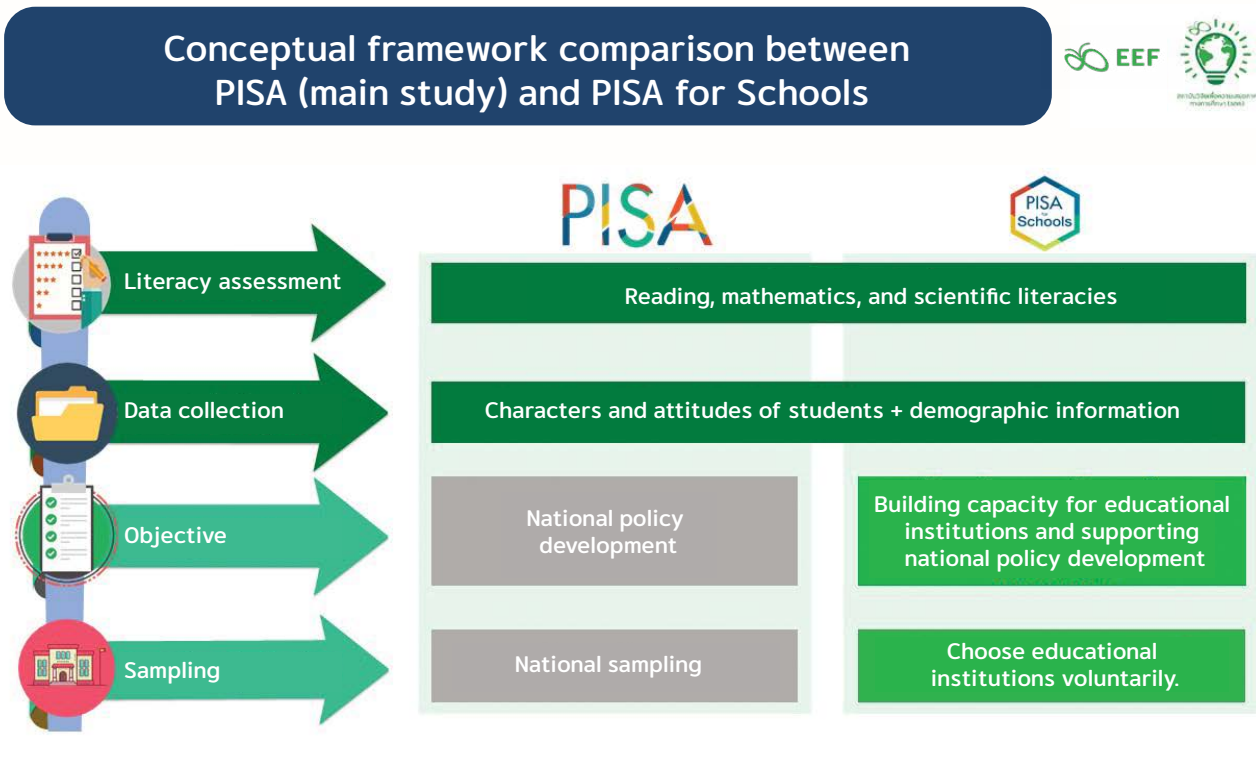 Conceptual framework comparison between
PISA (main study) and PISA for Schools
EEF
PISA
PISA
for
Schools
Literacy assessment
Reading, mathematics, and scientific literacies
Data collection
Characters and attitudes of students + demographic information
Objective
National policy
development
Building capacity for educational
institutions and supporting
national policy development
Sampling
National sampling
Choose educational
institutions voluntarily.